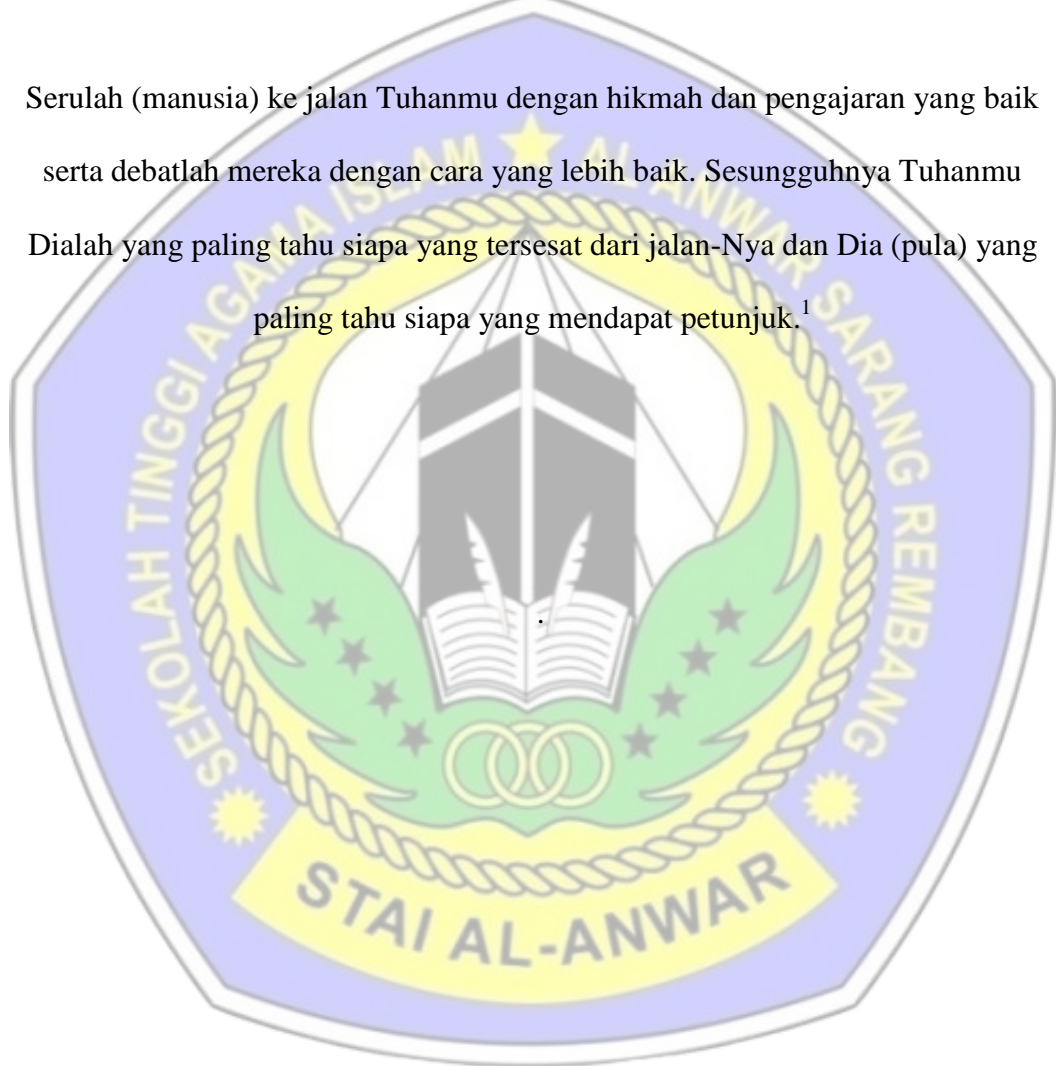 Serulah (manusia) ke jalan Tuhanmu dengan hikmah dan pengajaran yang baik
serta debatlah mereka dengan cara yang lebih baik. Sesungguhnya Tuhanmu
Dialah yang paling tahu siapa yang tersesat dari jalan-Nya dan Dia (pula) yang
paling tahu siapa yang mendapat petunjuk.¹
SEKOLAH TINGGI AGAMA ISLAM ★ AL ANWAR SARANG REMBANG
.
STAI AL-ANWAR